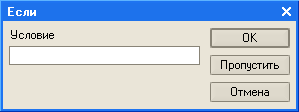 Если
Условие
OK
Пропустить
Отмена